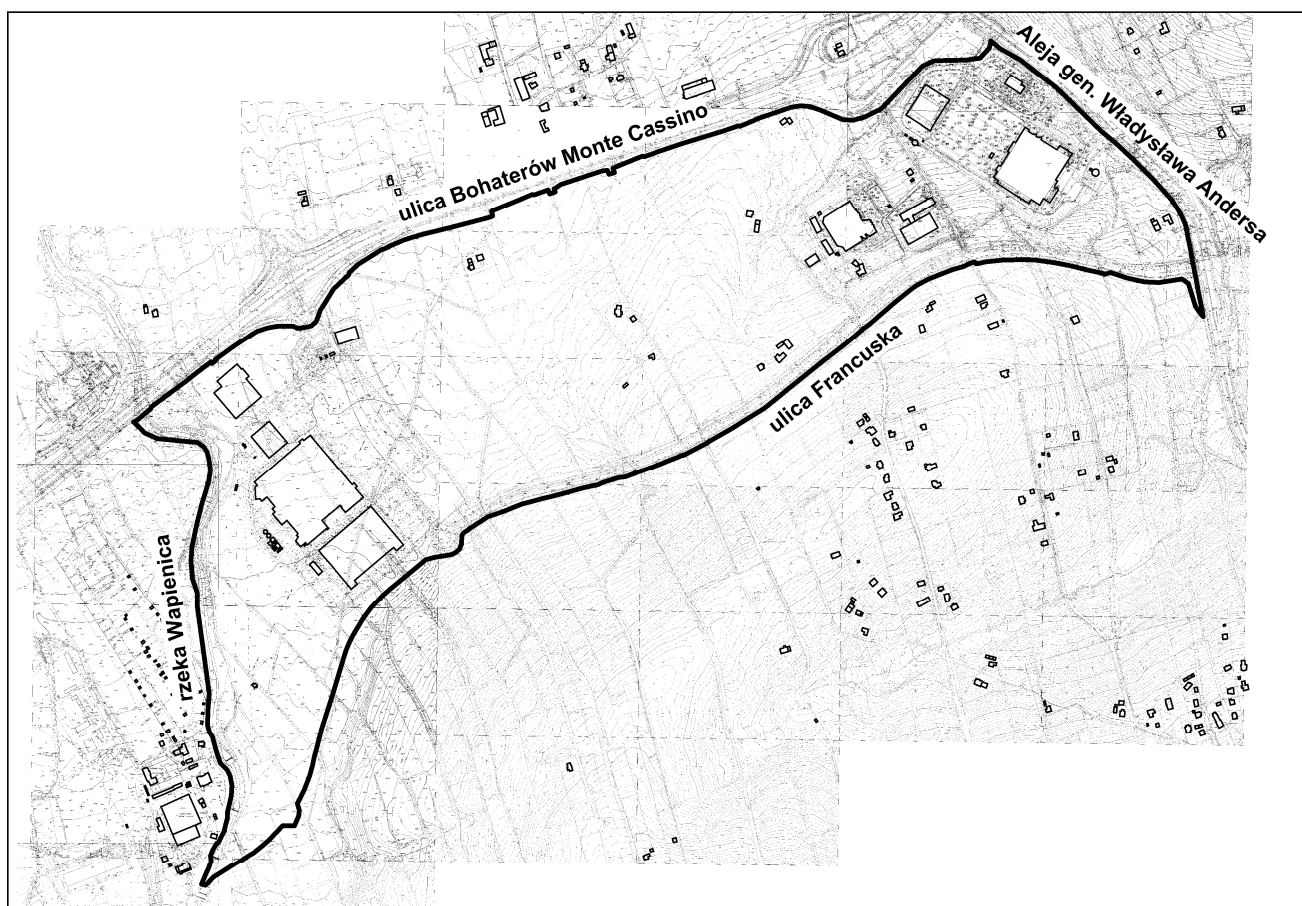 Aleja gen. Władysława Andersa
ulica Bohaterów Monte Cassino
ulica Francuska
rzeka Wapienica